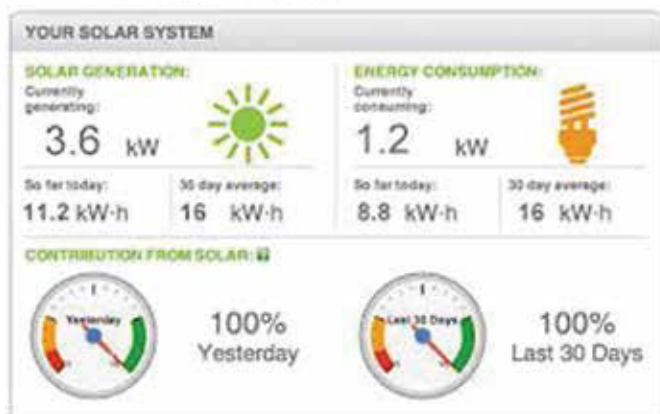 YOUR SOLAR SYSTEM
SOLAR GENERATION:
Currently
generating:
3.6 kW
So far today:
11.2 kW·h
30 day average:
16 kW·h
ENERGY CONSUMPTION:
Currently
consuming:
1.2 kW
So far today:
8.8 kW·h
30 day average:
16 kW·h
CONTRIBUTION FROM SOLAR:
Yesterday
100%
Yesterday
Last 30 Days
100%
Last 30 Days